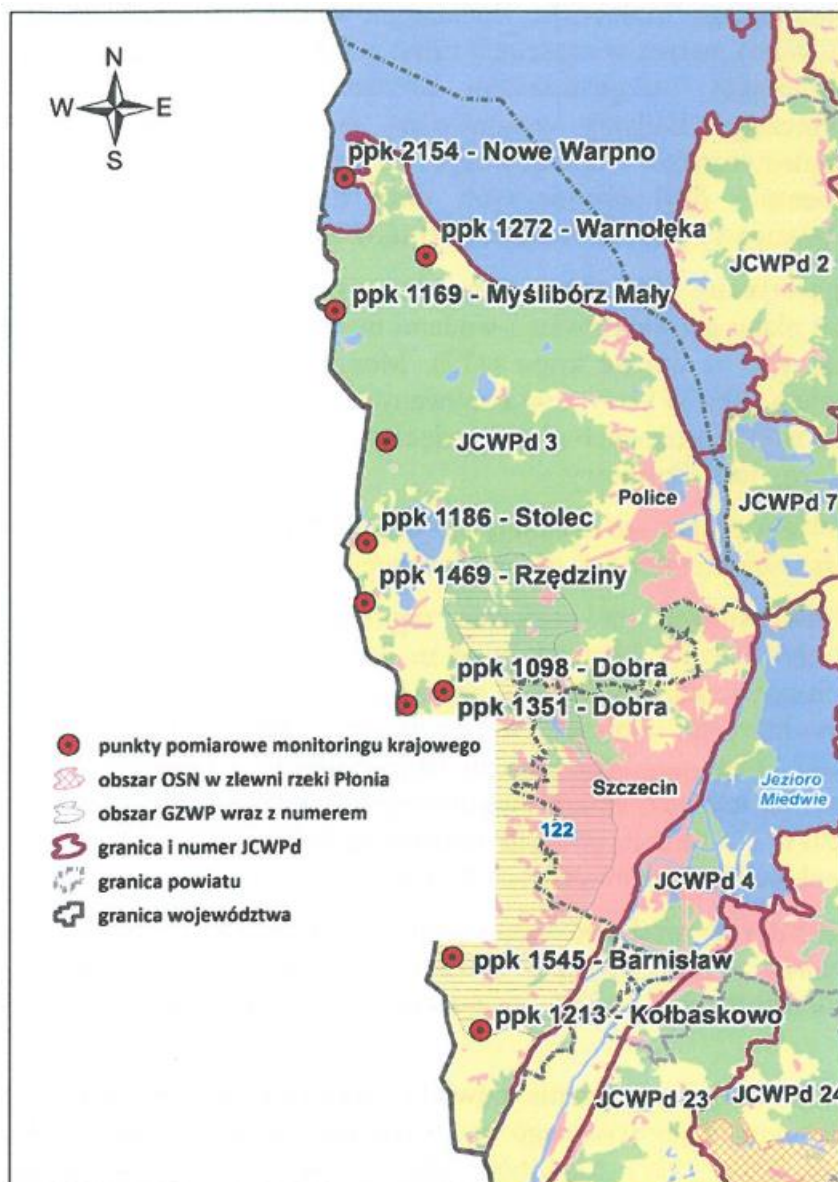 N
W E
S
ppk 2154 - Nowe Warpno
ppk 1272 - Warnołęka
JCWPd 2
ppk 1169 - Myślibórz Mały
JCWPd 3
Police
JCWPd 7
ppk 1186 - Stolec
ppk 1469 - Rzędziny
ppk 1098 - Dobra
ppk 1351 - Dobra
punkty pomiarowe monitoringu krajowego
obszar OSN w zlewni rzeki Płonia
obszar GZWP wraz z numerem
granica i numer JCWPd
granica powiatu
granica województwa
Szczecin
Jezioro
Miedwie
122
JCWPd 4
ppk 1545 - Barnisław
ppk 1213 - Kołbaskowo
JCWPd 23
JCWPd 24